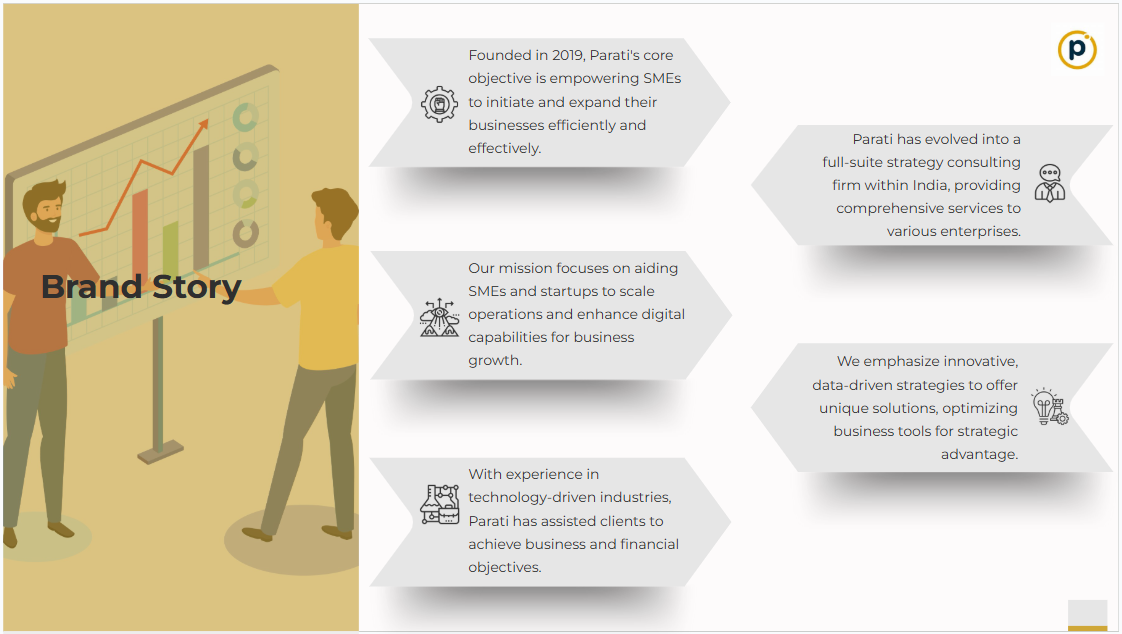 Brand Story
Founded in 2019, Parati's core
objective is empowering SMEs
to initiate and expand their
businesses efficiently and
effectively.
p
Parati has evolved into a
full-suite strategy consulting
firm within India, providing
comprehensive services to
various enterprises.
Our mission focuses on aiding
SMEs and startups to scale
operations and enhance digital
capabilities for business
growth.
We emphasize innovative,
data-driven strategies to offer
unique solutions, optimizing
business tools for strategic
advantage.
With experience in
technology-driven industries,
Parati has assisted clients to
achieve business and financial
objectives.